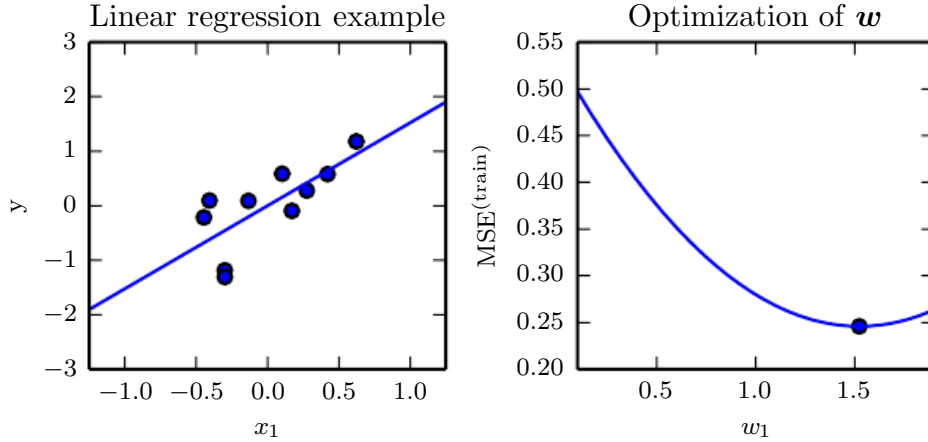 Linear regression example
3
2
1
0
−1
−2
−3
y
−1.0 −0.5 0.0 0.5 1.0
x₁
Optimization of w
0.55
0.50
0.45
0.40
0.35
0.30
0.25
0.20
MSE(train)
0.5 1.0 1.5
w₁